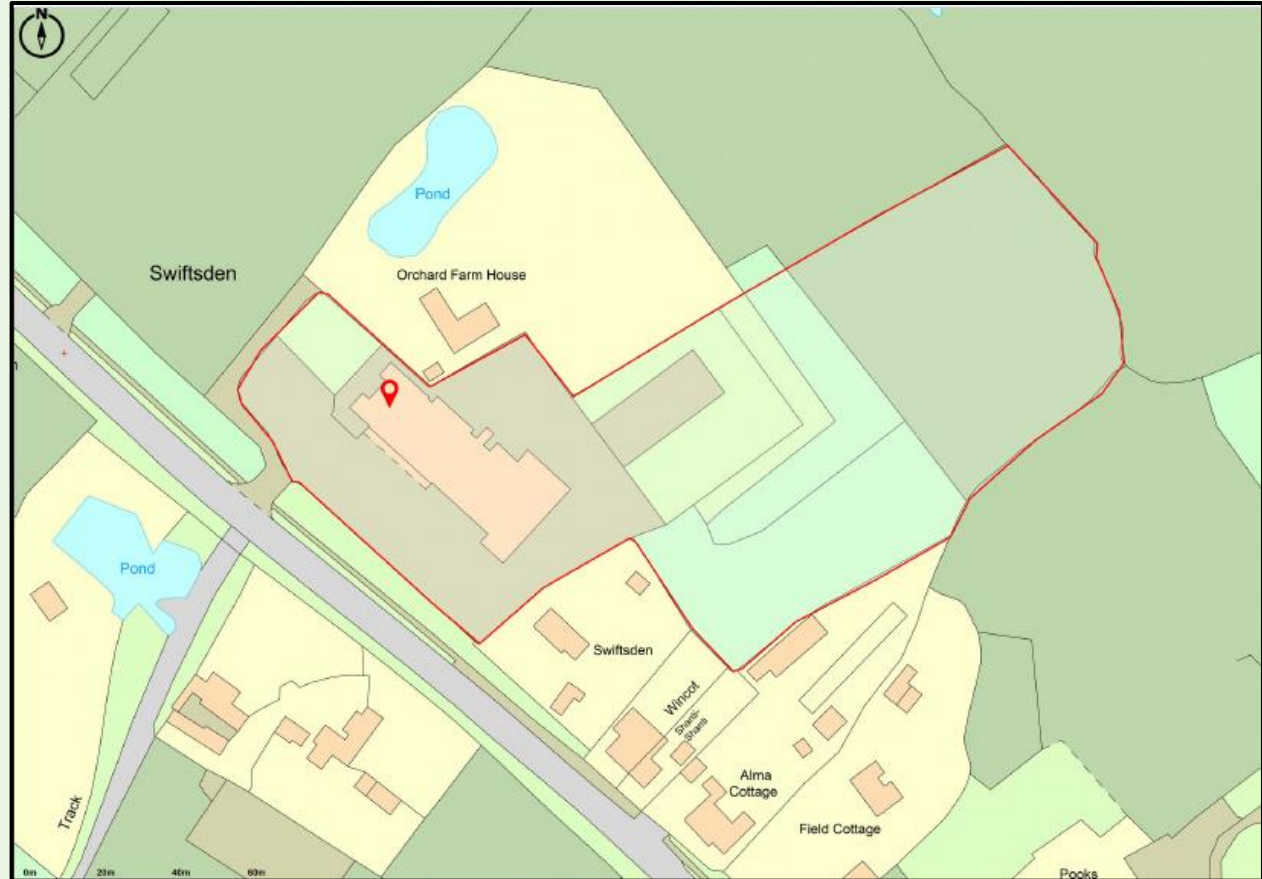 N
Pond
Swiftsden
Orchard Farm House
Pond
Swiftsden
Wincot
Shanti-
Shanti
Alma
Cottage
Track
Field Cottage
Pooks
0m 20m 40m 60m